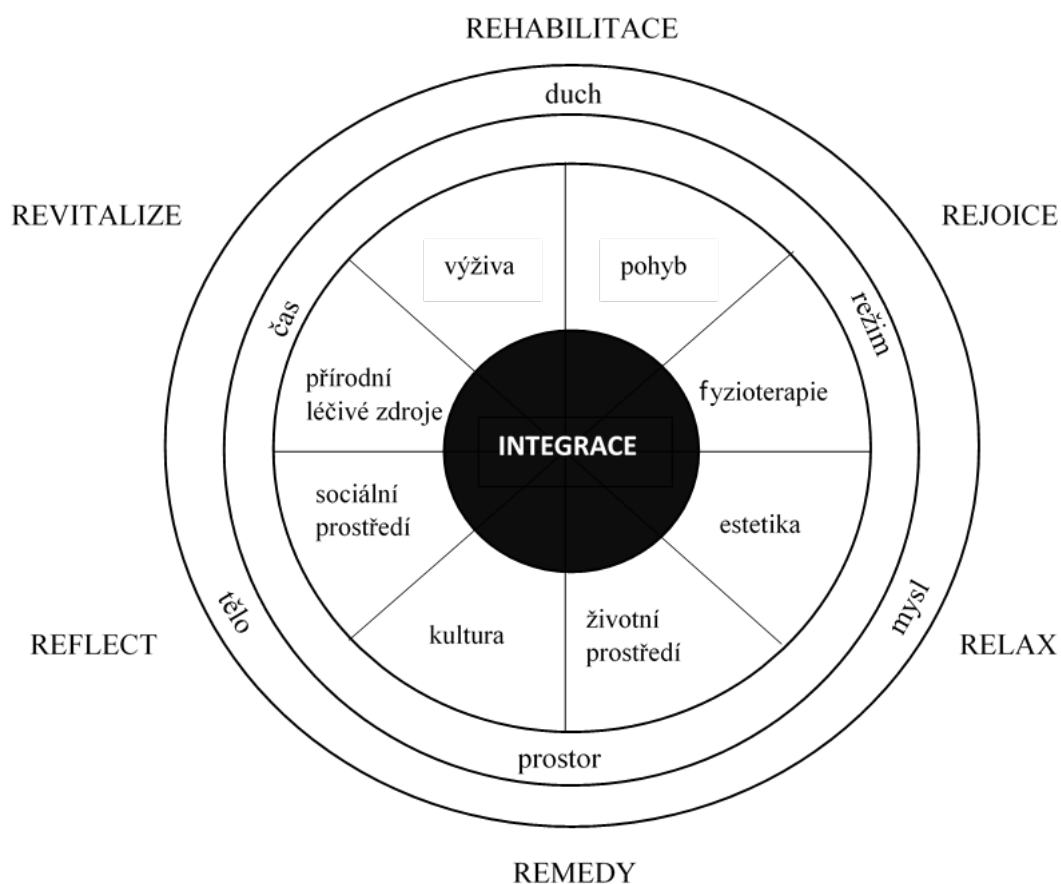 REHABILITACE
duch
REVITALIZE
REJOICE
výživa
pohyb
čas
režim
přírodní
léčivé zdroje
fyzioterapie
INTEGRACE
sociální
prostředí
estetika
tělo
mysl
kultura
životní
prostředí
REFLECT
RELAX
prostor
REMEDY